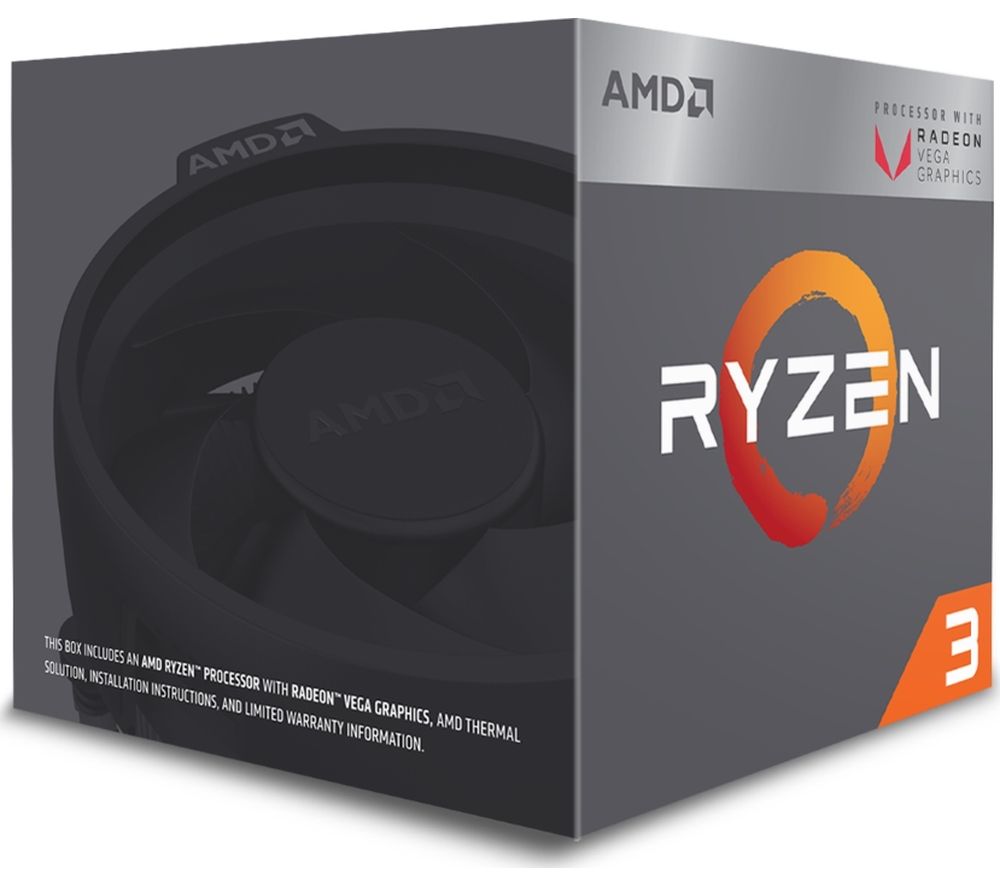 AMD
AMD
THIS BOX INCLUDES AN AMD RYZEN™ PROCESSOR WITH RADEON™ VEGA GRAPHICS, AMD THERMAL
SOLUTION, INSTALLATION INSTRUCTIONS, AND LIMITED WARRANTY INFORMATION.
AMD
PROCESSOR WITH
RADEON
VEGA
GRAPHICS
RYZEN
3